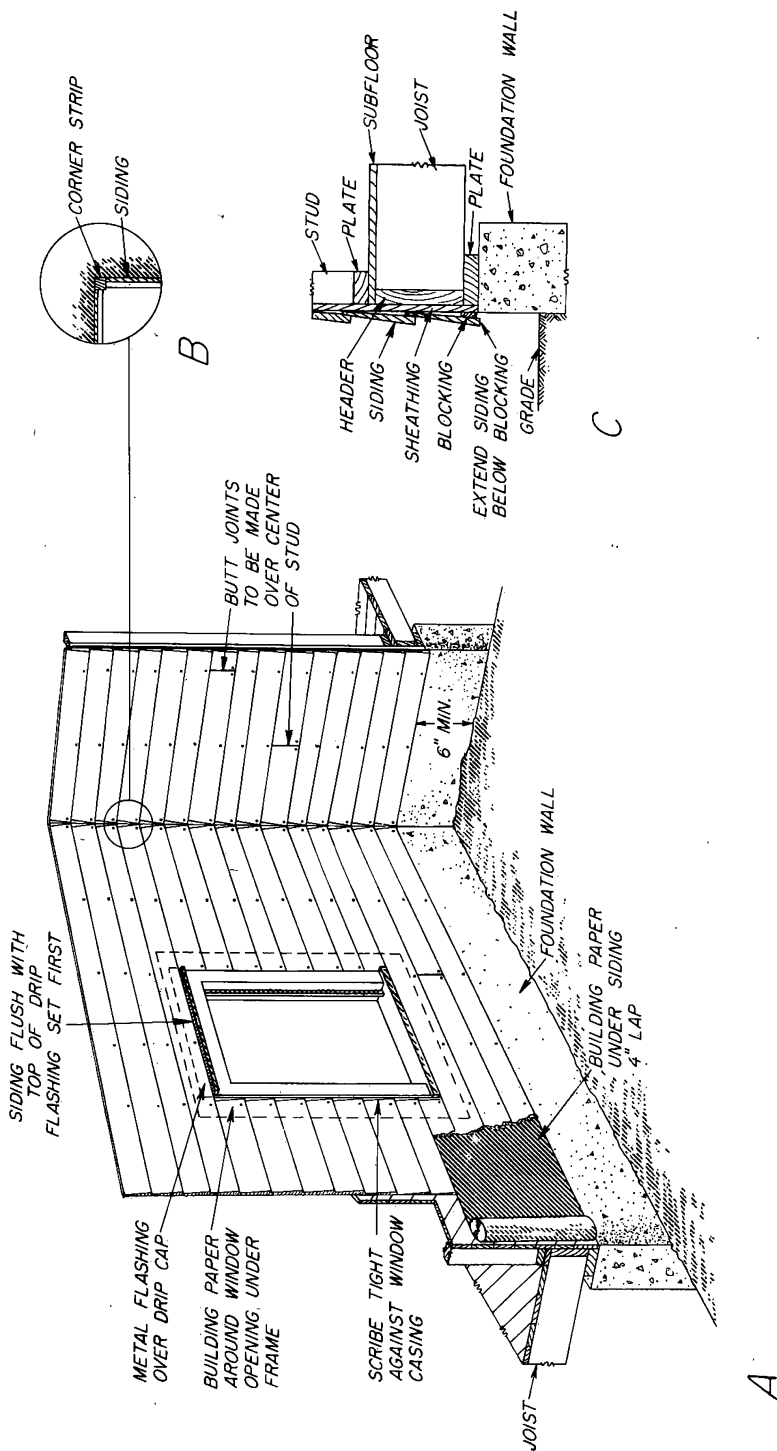 SIDING FLUSH WITH
TOP OF DRIP
FLASHING SET FIRST
METAL FLASHING
OVER DRIP CAP
BUILDING PAPER
AROUND WINDOW
OPENING, UNDER
FRAME
SCRIBE TIGHT
AGAINST WINDOW
CASING
JOIST
BUTT JOINTS
TO BE MADE
OVER CENTER
OF STUD
6" MIN.
FOUNDATION WALL
BUILDING PAPER
UNDER SIDING
4" LAP
A
CORNER STRIP
SIDING
B
STUD
PLATE
SUBFLOOR
JOIST
PLATE
FOUNDATION WALL
HEADER
SIDING
SHEATHING
BLOCKING
EXTEND SIDING
BELOW BLOCKING
GRADE
C